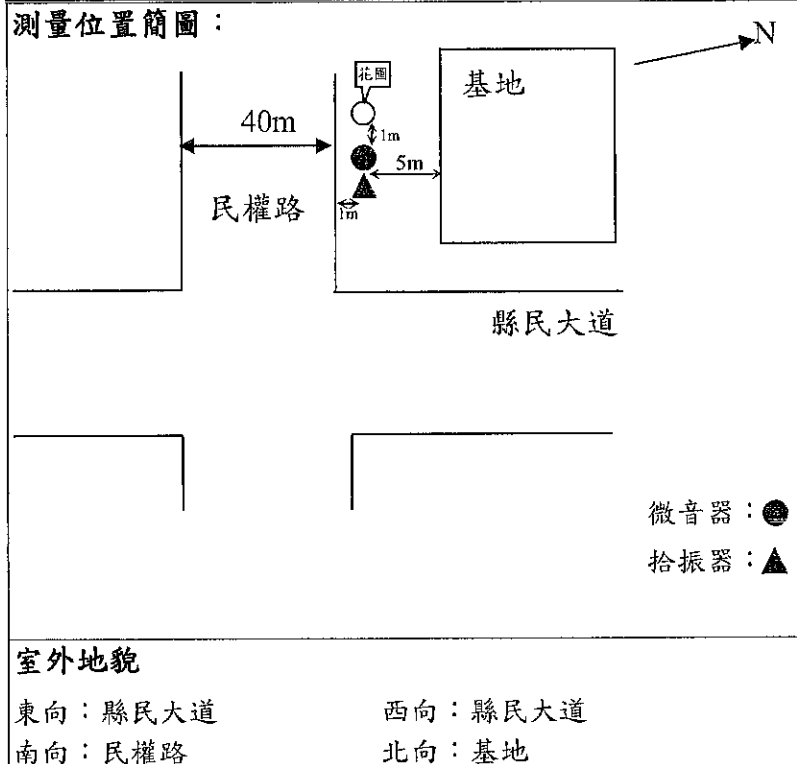 測量位置簡圖：
N
花圃
基地
40m
1m
5m
民權路
1m
縣民大道
微音器：
拾振器：
室外地貌
東向：縣民大道 西向：縣民大道
南向：民權路 北向：基地